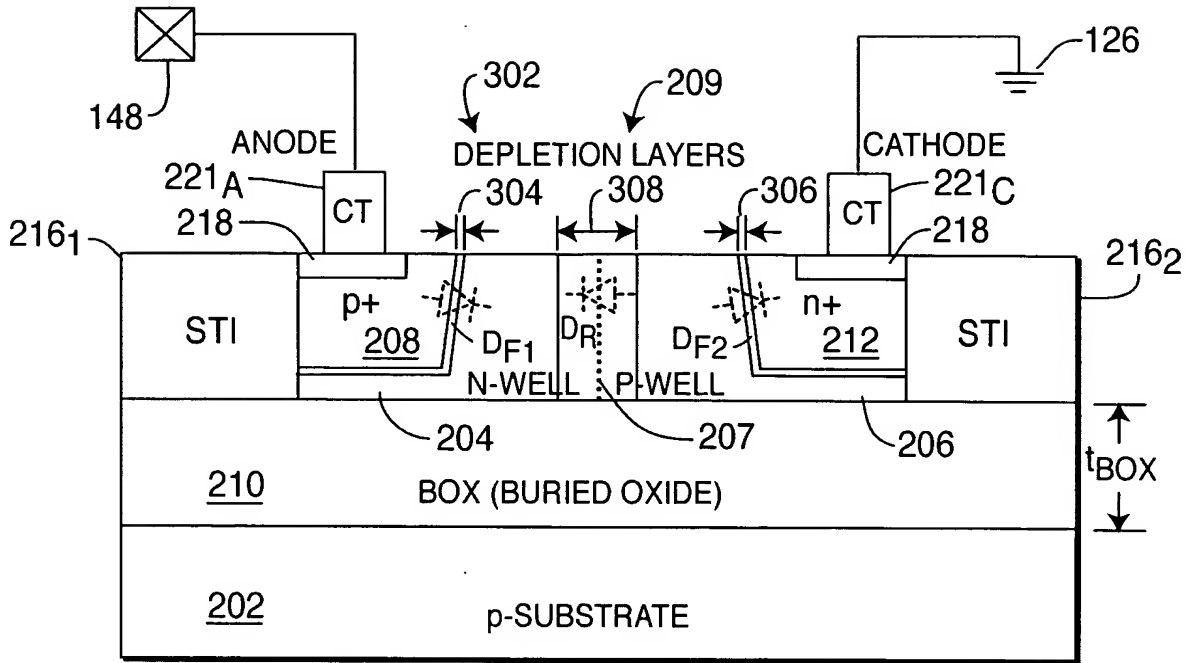 126
302
209
148
ANODE
DEPLETION LAYERS
CATHODE
221A
CT
304
308
306
CT
221C
218
218
2161
2162
STI
p+
208
DF1
DR
DF2
n+
212
STI
N-WELL
P-WELL
204
207
206
tBOX
210
BOX (BURIED OXIDE)
202
p-SUBSTRATE